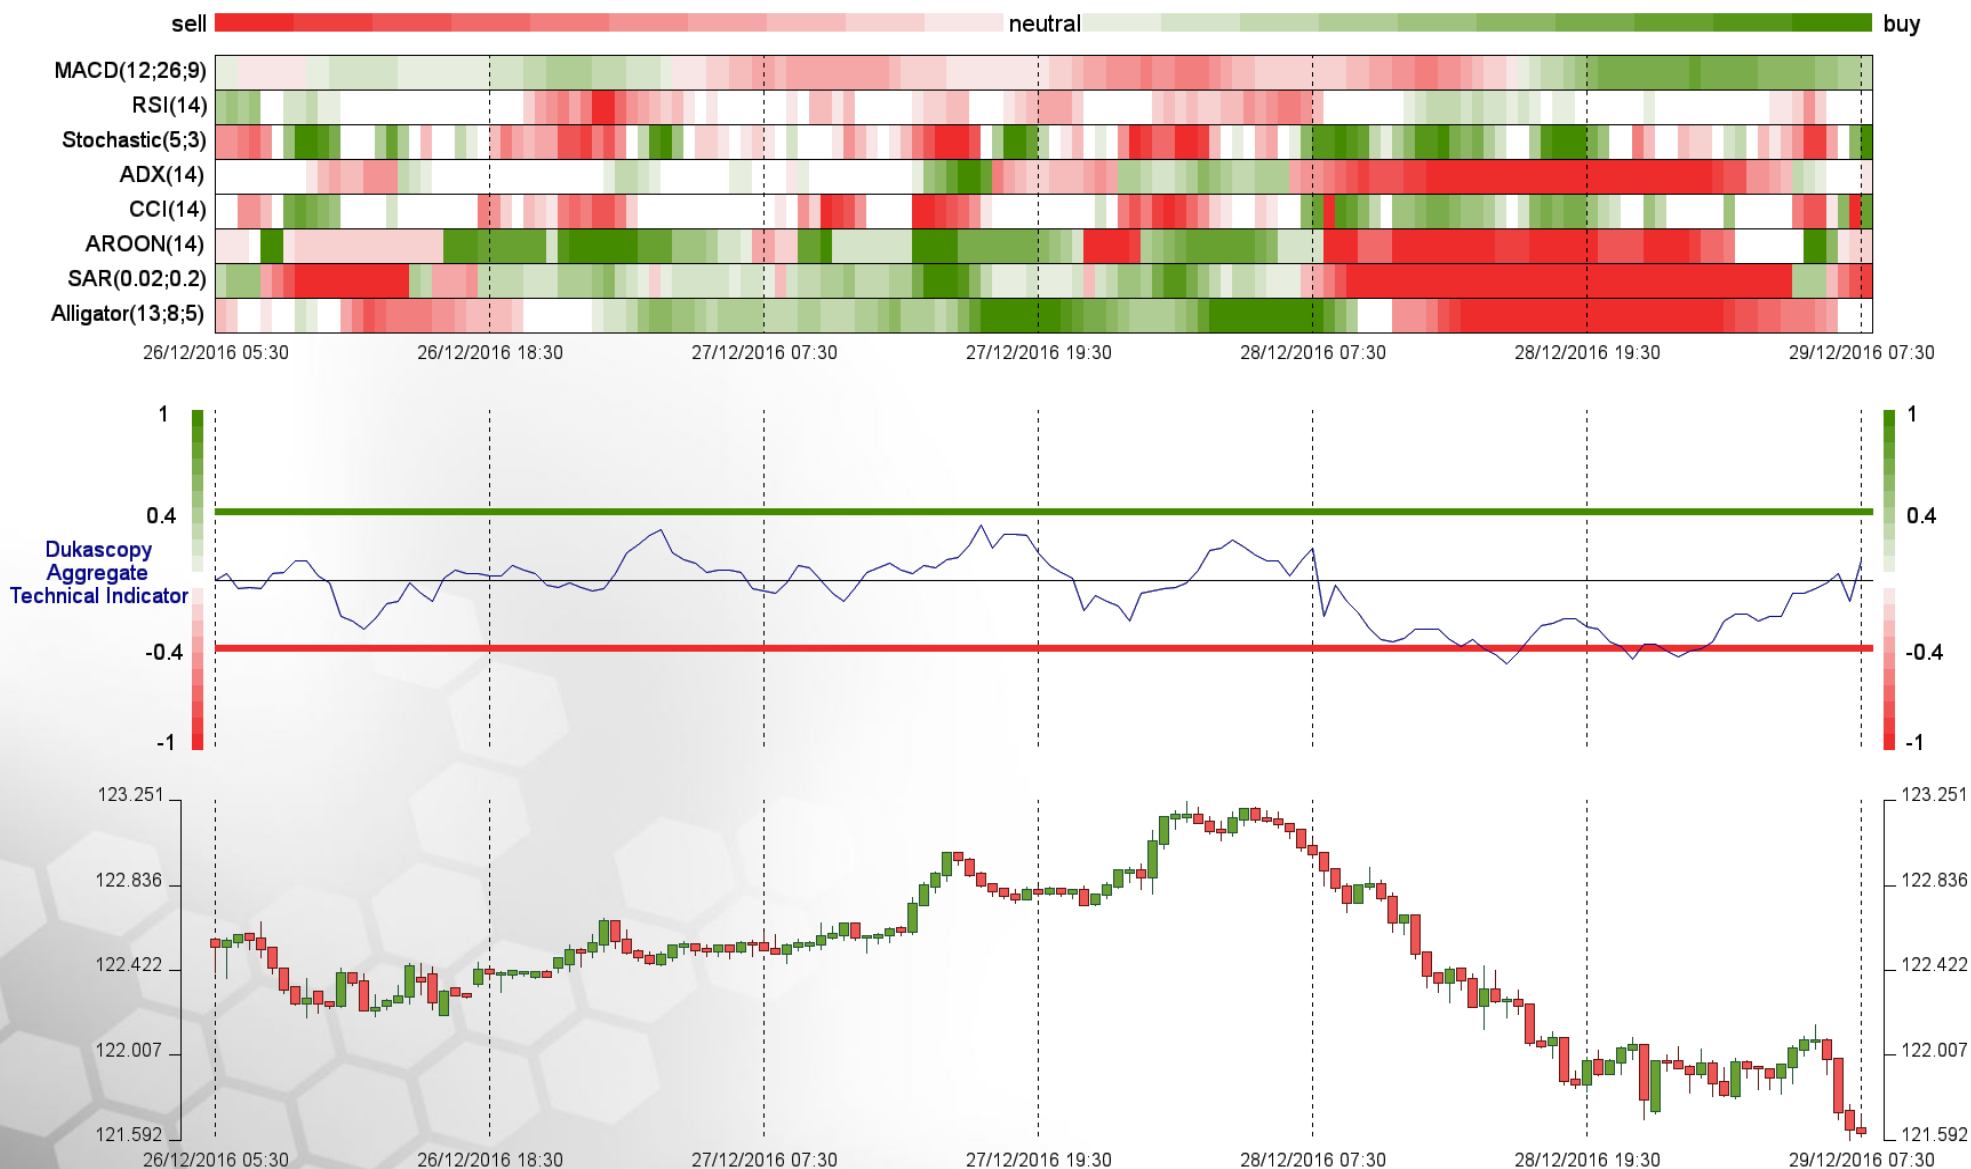 sell neutral buy
MACD(12;26;9)
RSI(14)
Stochastic(5;3)
ADX(14)
CCI(14)
AROON(14)
SAR(0.02;0.2)
Alligator(13;8;5)
26/12/2016 05:30 26/12/2016 18:30 27/12/2016 07:30 27/12/2016 19:30 28/12/2016 07:30 28/12/2016 19:30 29/12/2016 07:30
1 1
0.4 0.4
Dukascopy
Aggregate
Technical Indicator
-0.4 -0.4
-1 -1
123.251 123.251
122.836 122.836
122.422 122.422
122.007 122.007
121.592 121.592
26/12/2016 05:30 26/12/2016 18:30 27/12/2016 07:30 27/12/2016 19:30 28/12/2016 07:30 28/12/2016 19:30 29/12/2016 07:30